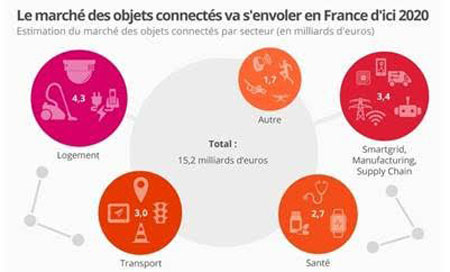 Le marché des objets connectés va s'envoler en France d'ici 2020
Estimation du marché des objets connectés par secteur (en milliards d'euros)
4,3
Logement
1,7
Autre
3,4
Smartgrid,
Manufacturing,
Supply Chain
Total :
15,2 milliards d'euros
3,0
Transport
2,7
Santé